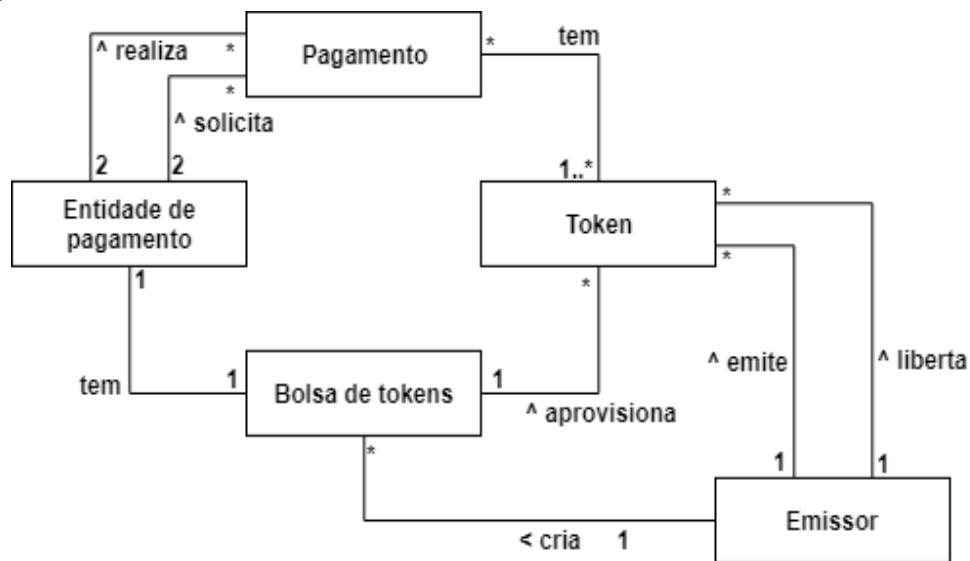 ^ realiza
*
Pagamento
*
tem
*
^ solicita
2
2
1..*
Entidade de
pagamento
Token
*
*
1
*
^ emite
^ liberta
tem
1
Bolsa de tokens
1
^ aprovisiona
*
1
1
Emissor
< cria
1